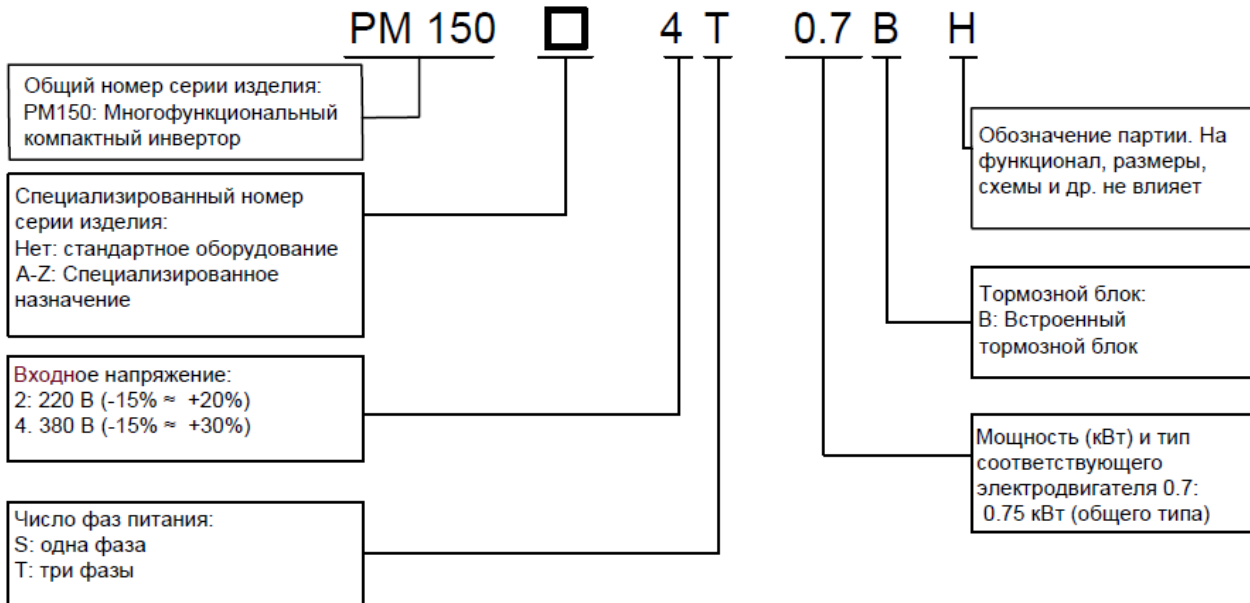 PM 150 4 T 0.7 B H
Общий номер серии изделия:
PM150: Многофункциональный
компактный инвертор
Специализированный номер
серии изделия:
Нет: стандартное оборудование
A-Z: Специализированное
назначение
Входное напряжение:
2: 220 В (-15% ≈ +20%)
4. 380 В (-15% ≈ +30%)
Число фаз питания:
S: одна фаза
T: три фазы
Обозначение партии. На
функционал, размеры,
схемы и др. не влияет
Тормозной блок:
B: Встроенный
тормозной блок
Мощность (кВт) и тип
соответствующего
электродвигателя 0.7:
0.75 кВт (общего типа)